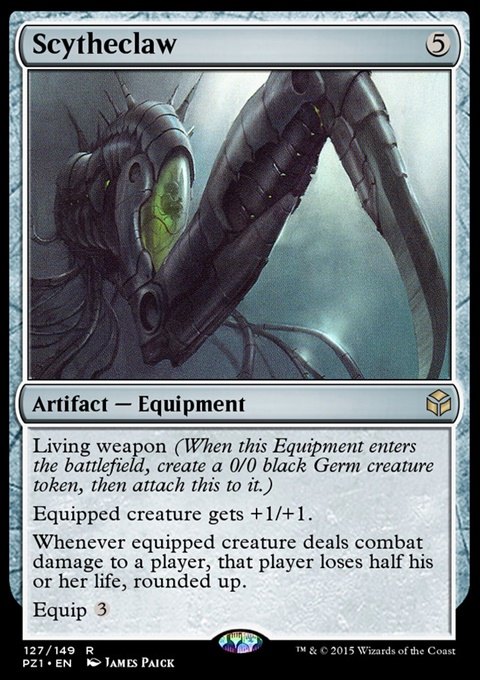 Scytheclaw 5
Artifact — Equipment
Living weapon (When this Equipment enters
the battlefield, create a 0/0 black Germ creature
token, then attach this to it.)
Equipped creature gets +1/+1.
Whenever equipped creature deals combat
damage to a player, that player loses half his
or her life, rounded up.
Equip 3
127/149 R
PZ1 • EN James Paick
™ & © 2015 Wizards of the Coast